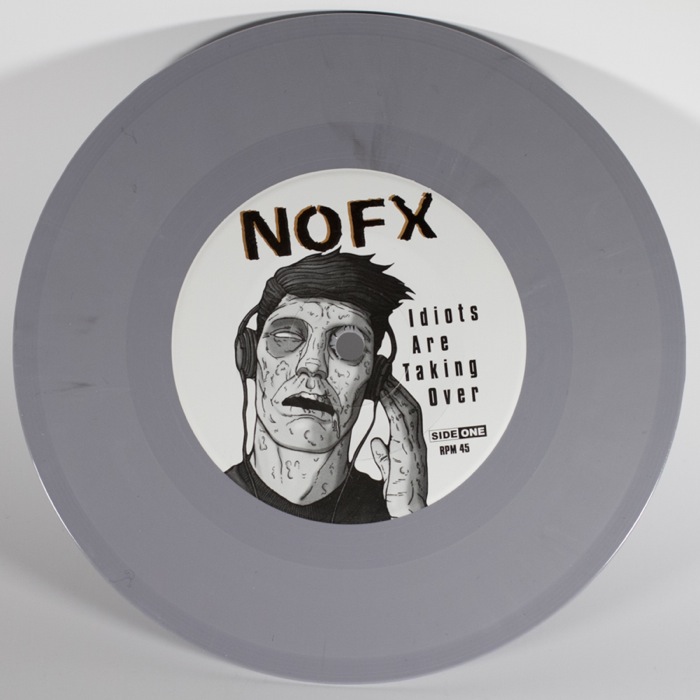 NOFX
Idiots
Are
Taking
Over
SIDE ONE
RPM 45